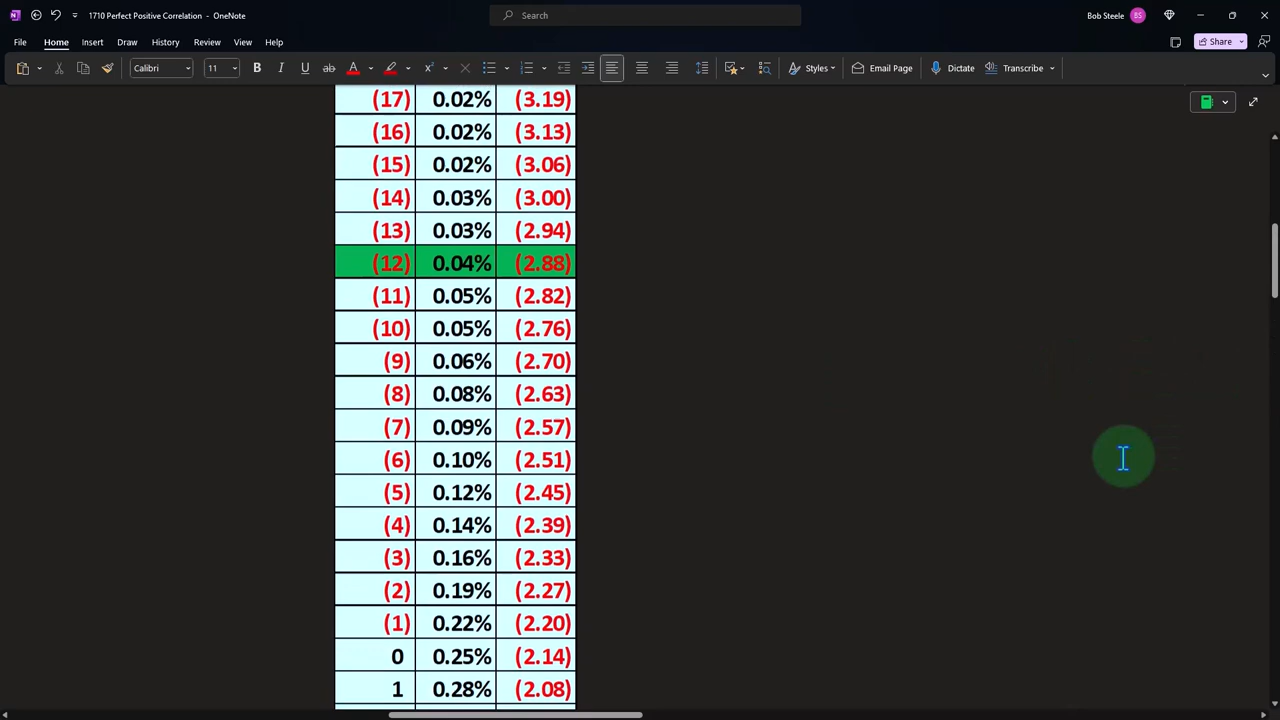 1710 Perfect Positive Correlation - OneNote
Search
Bob Steele BS
File Home Insert Draw History Review View Help
Share
Calibri 11 B I U ab A x Styles Email Page Dictate Transcribe
(17) 0.02% (3.19)
(16) 0.02% (3.13)
(15) 0.02% (3.06)
(14) 0.03% (3.00)
(13) 0.03% (2.94)
(12) 0.04% (2.88)
(11) 0.05% (2.82)
(10) 0.05% (2.76)
(9) 0.06% (2.70)
(8) 0.08% (2.63)
(7) 0.09% (2.57)
(6) 0.10% (2.51)
(5) 0.12% (2.45)
(4) 0.14% (2.39)
(3) 0.16% (2.33)
(2) 0.19% (2.27)
(1) 0.22% (2.20)
0 0.25% (2.14)
1 0.28% (2.08)